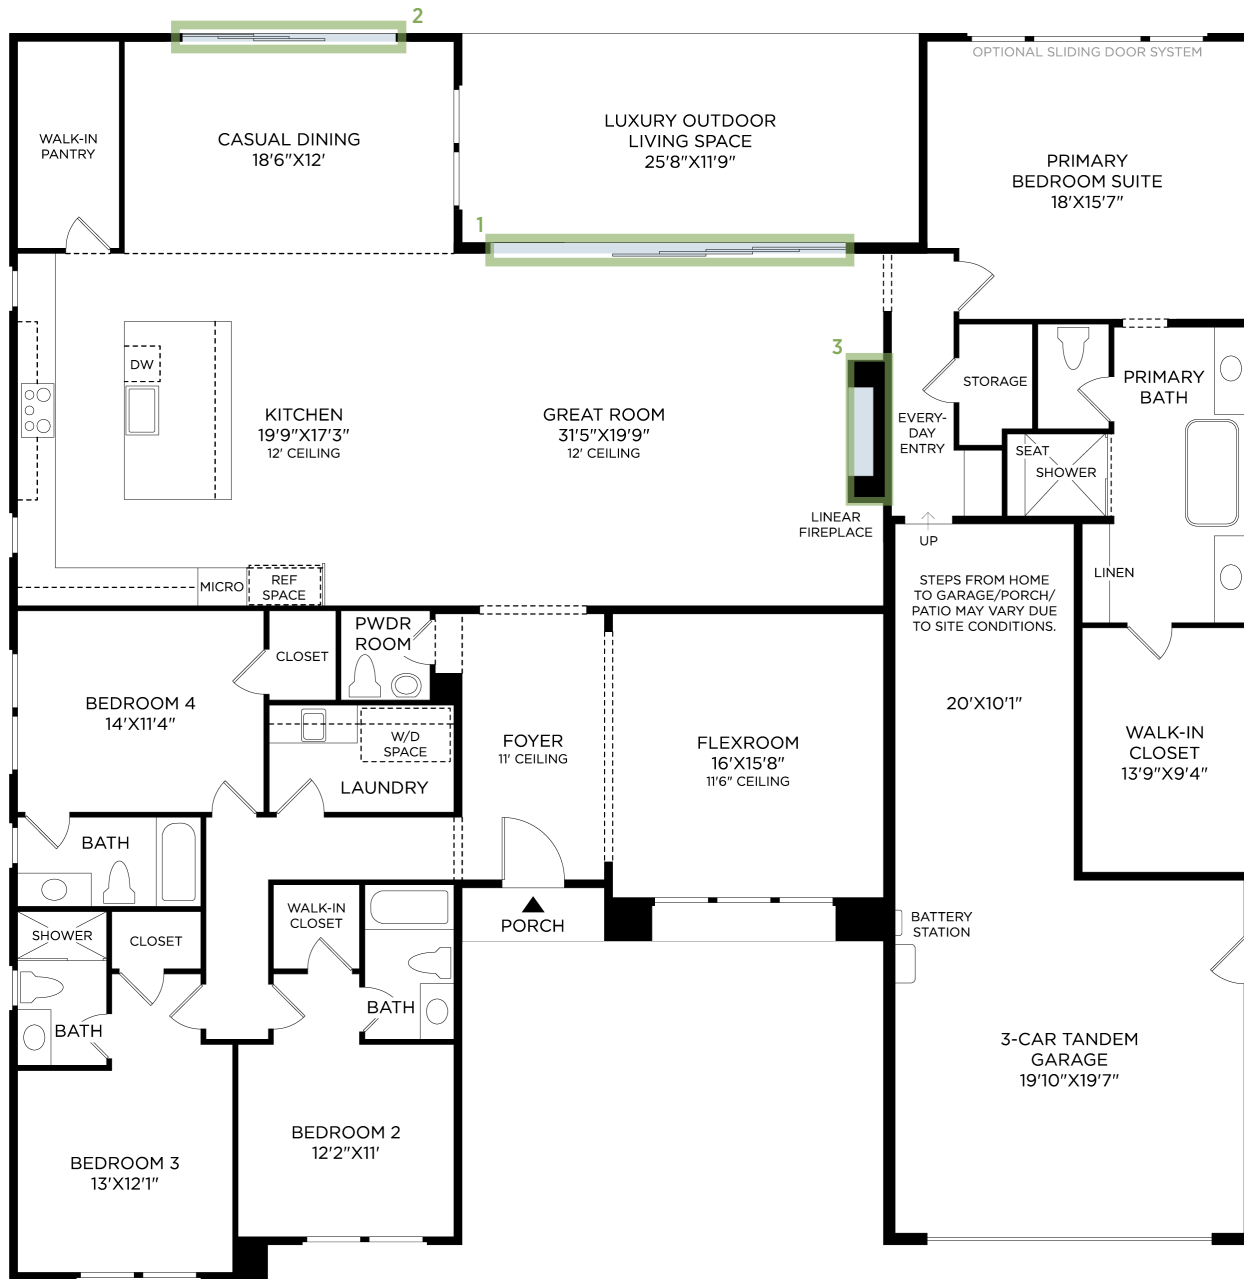 2
OPTIONAL SLIDING DOOR SYSTEM
WALK-IN
PANTRY
CASUAL DINING
18'6"X12'
LUXURY OUTDOOR
LIVING SPACE
25'8"X11'9"
PRIMARY
BEDROOM SUITE
18'X15'7"
1
3
DW
KITCHEN
19'9"X17'3"
12' CEILING
GREAT ROOM
31'5"X19'9"
12' CEILING
STORAGE
PRIMARY
BATH
EVERY-
DAY
ENTRY
SEAT
SHOWER
LINEAR
FIREPLACE
UP
MICRO
REF
SPACE
LINEN
STEPS FROM HOME
TO GARAGE/PORCH/
PATIO MAY VARY DUE
TO SITE CONDITIONS.
PWDR
ROOM
CLOSET
BEDROOM 4
14'X11'4"
W/D
SPACE
LAUNDRY
FOYER
11' CEILING
FLEXROOM
16'X15'8"
11'6" CEILING
20'X10'1"
WALK-IN
CLOSET
13'9"X9'4"
BATH
WALK-IN
CLOSET
PORCH
BATTERY
STATION
SHOWER
CLOSET
BATH
BATH
3-CAR TANDEM
GARAGE
19'10"X19'7"
BEDROOM 2
12'2"X11'
BEDROOM 3
13'X12'1"